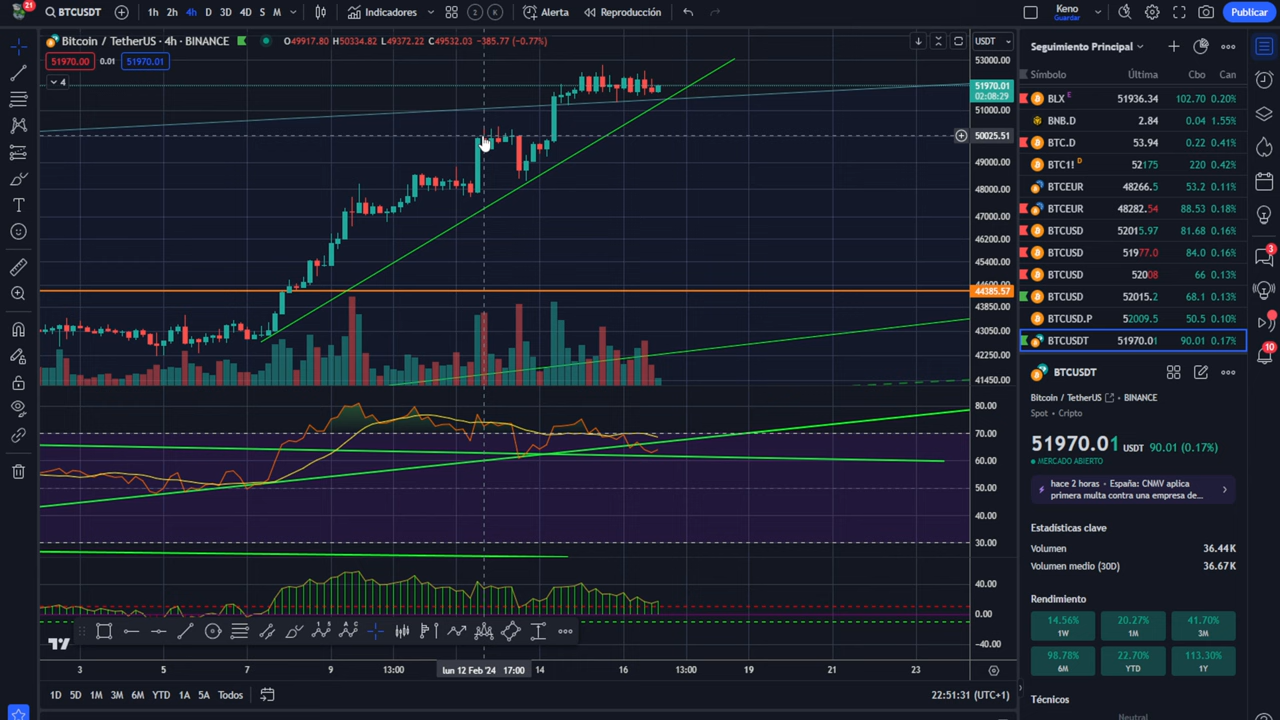 21
BTCUSDT
1h 2h 4h D 3D 4D S M
Indicadores
2 K
Alerta
Reproducción
Keno
Guardar
Publicar
Bitcoin / TetherUS · 4h · BINANCE
O49917.80 H50334.82 L49372.22 C49532.03 −385.77 (−0.77%)
51970.00 0.01 51970.01
4
USDT
53000.00
51970.01
02:08:29
51000.00
50025.51
49000.00
48000.00
47000.00
46200.00
45400.00
44385.57
43850.00
43050.00
42250.00
41450.00
80.00
70.00
60.00
50.00
40.00
30.00
40.00
0.00
−40.00
3 5 7 9 13:00 lun 12 Feb '24 17:00 14 16 13:00 19 21 23
1D 5D 1M 3M 6M YTD 1A 5A Todos
22:51:31 (UTC+1)
Seguimiento Principal
Símbolo Última Cbo Can
BLX E 51936.34 102.70 0.20%
BNB.D 2.84 0.04 1.55%
BTC.D 53.94 0.22 0.41%
BTC1! D 52175 220 0.42%
BTCEUR 48266.5 53.2 0.11%
BTCEUR 48282.54 88.53 0.18%
BTCUSD 52015.97 81.68 0.16%
BTCUSD 51977.0 84.0 0.16%
BTCUSD 52008 66 0.13%
BTCUSD 52015.2 68.1 0.13%
BTCUSD.P 52009.5 50.5 0.10%
BTCUSDT 51970.01 90.01 0.17%
BTCUSDT
Bitcoin / TetherUS · BINANCE
Spot · Cripto
51970.01 USDT 90.01 (0.17%)
MERCADO ABIERTO
hace 2 horas · España: CNMV aplica
primera multa contra una empresa de...
Estadísticas clave
Volumen 36.44K
Volumen medio (30D) 36.67K
Rendimiento
14.56% 20.27% 41.70%
1W 1M 3M
98.78% 22.70% 113.30%
6M YTD 1Y
Técnicos
Neutral
3
10